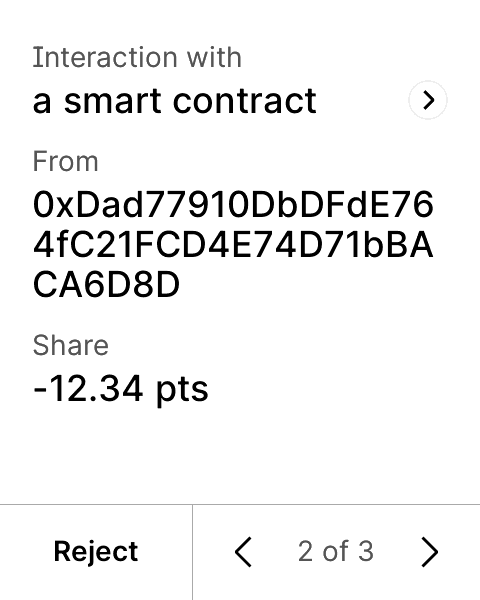 Interaction with
a smart contract
From
0xDad77910DbDFdE76
4fC21FCD4E74D71bBA
CA6D8D
Share
-12.34 pts
Reject
2 of 3